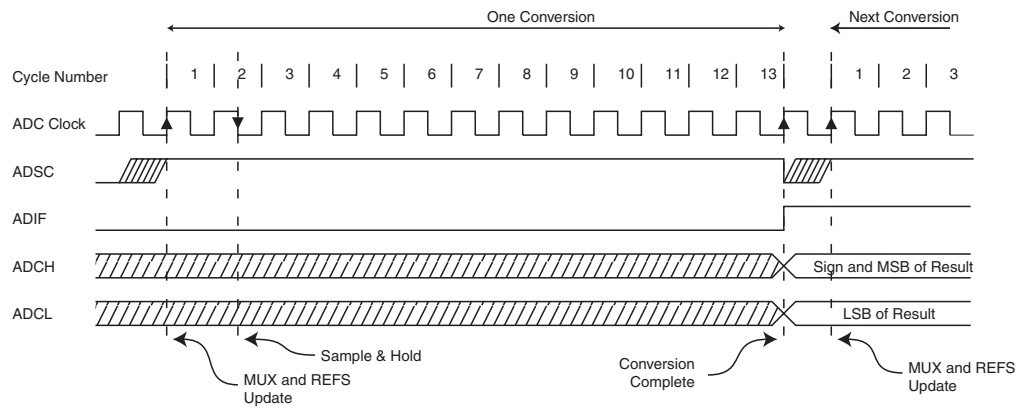 One Conversion
Next Conversion
Cycle Number
1 2 3 4 5 6 7 8 9 10 11 12 13 1 2 3
ADC Clock
ADSC
ADIF
ADCH
Sign and MSB of Result
ADCL
LSB of Result
Sample & Hold
MUX and REFS
Update
Conversion
Complete
MUX and REFS
Update